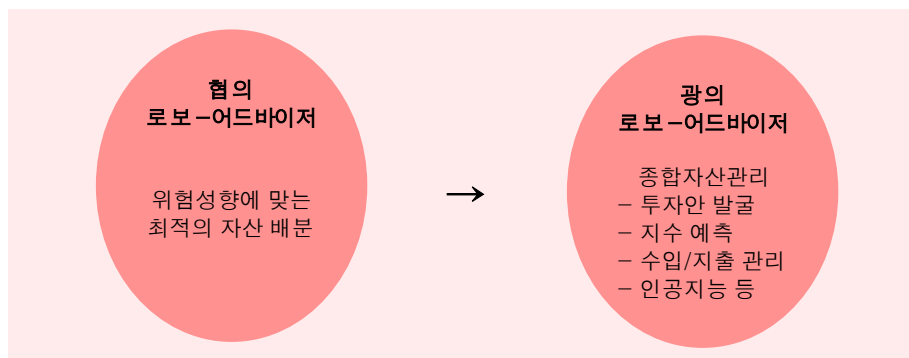 협의
로보–어드바이저
위험성향에 맞는
최적의 자산 배분
→
광의
로보–어드바이저
종합자산관리
– 투자안 발굴
– 지수 예측
– 수입/지출 관리
– 인공지능 등